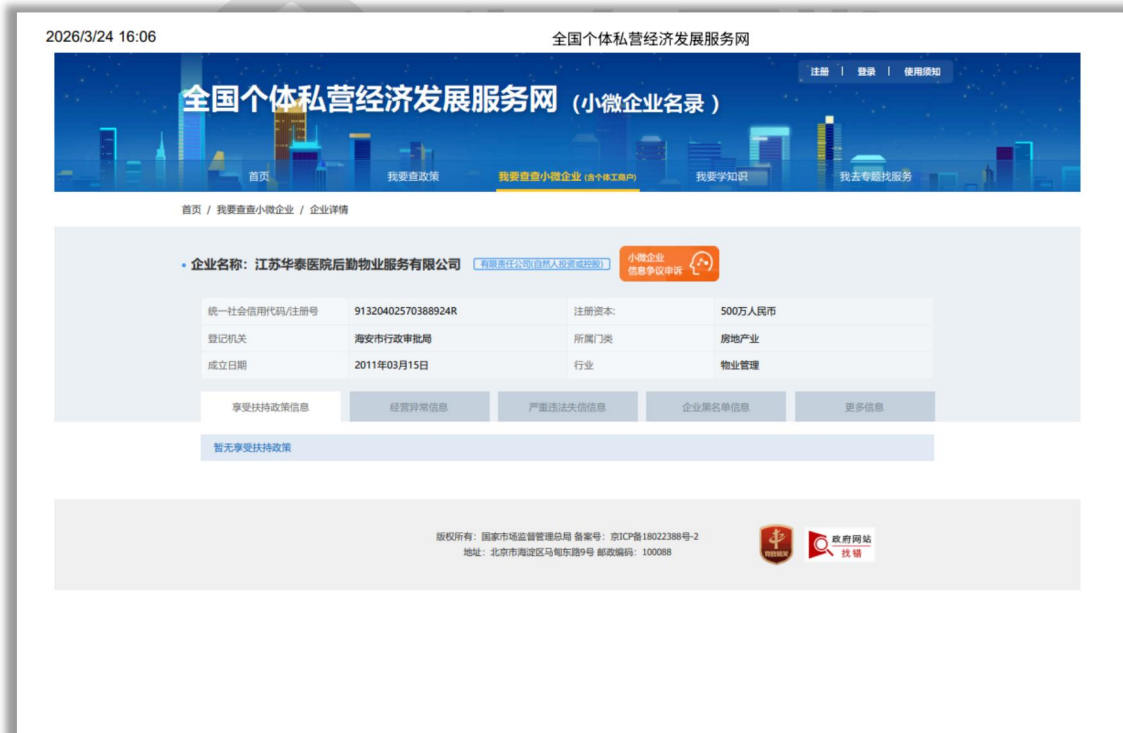 2026/3/24 16:06
全国个体私营经济发展服务网
注册 | 登录 | 使用须知
全国个体私营经济发展服务网 (小微企业名录 )
首页 我要查政策 我要查查小微企业 (含个体工商户) 我要学知识 我去专题找服务
首页 / 我要查查小微企业 / 企业详情
• 企业名称: 江苏华泰医院后勤物业服务有限公司 有限责任公司(自然人投资或控股)
小微企业
信息争议申诉
统一社会信用代码/注册号 91320402570388924R 注册资本: 500万人民币
登记机关 海安市行政审批局 所属门类 房地产业
成立日期 2011年03月15日 行业 物业管理
享受扶持政策信息 经营异常信息 严重违法失信信息 企业黑名单信息 更多信息
暂无享受扶持政策
版权所有: 国家市场监督管理总局 备案号: 京ICP备18022388号-2
地址: 北京市海淀区马甸东路9号 邮政编码: 100088
党政机关
政府网站
找错